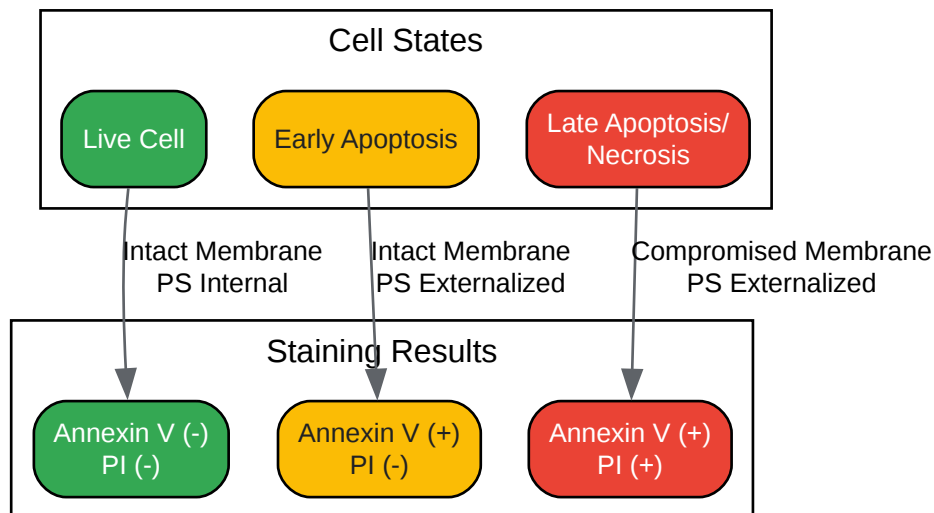 Cell States
Live Cell
Early Apoptosis
Late Apoptosis/
Necrosis
Intact Membrane
PS Internal
Intact Membrane
PS Externalized
Compromised Membrane
PS Externalized
Staining Results
Annexin V (-)
PI (-)
Annexin V (+)
PI (-)
Annexin V (+)
PI (+)